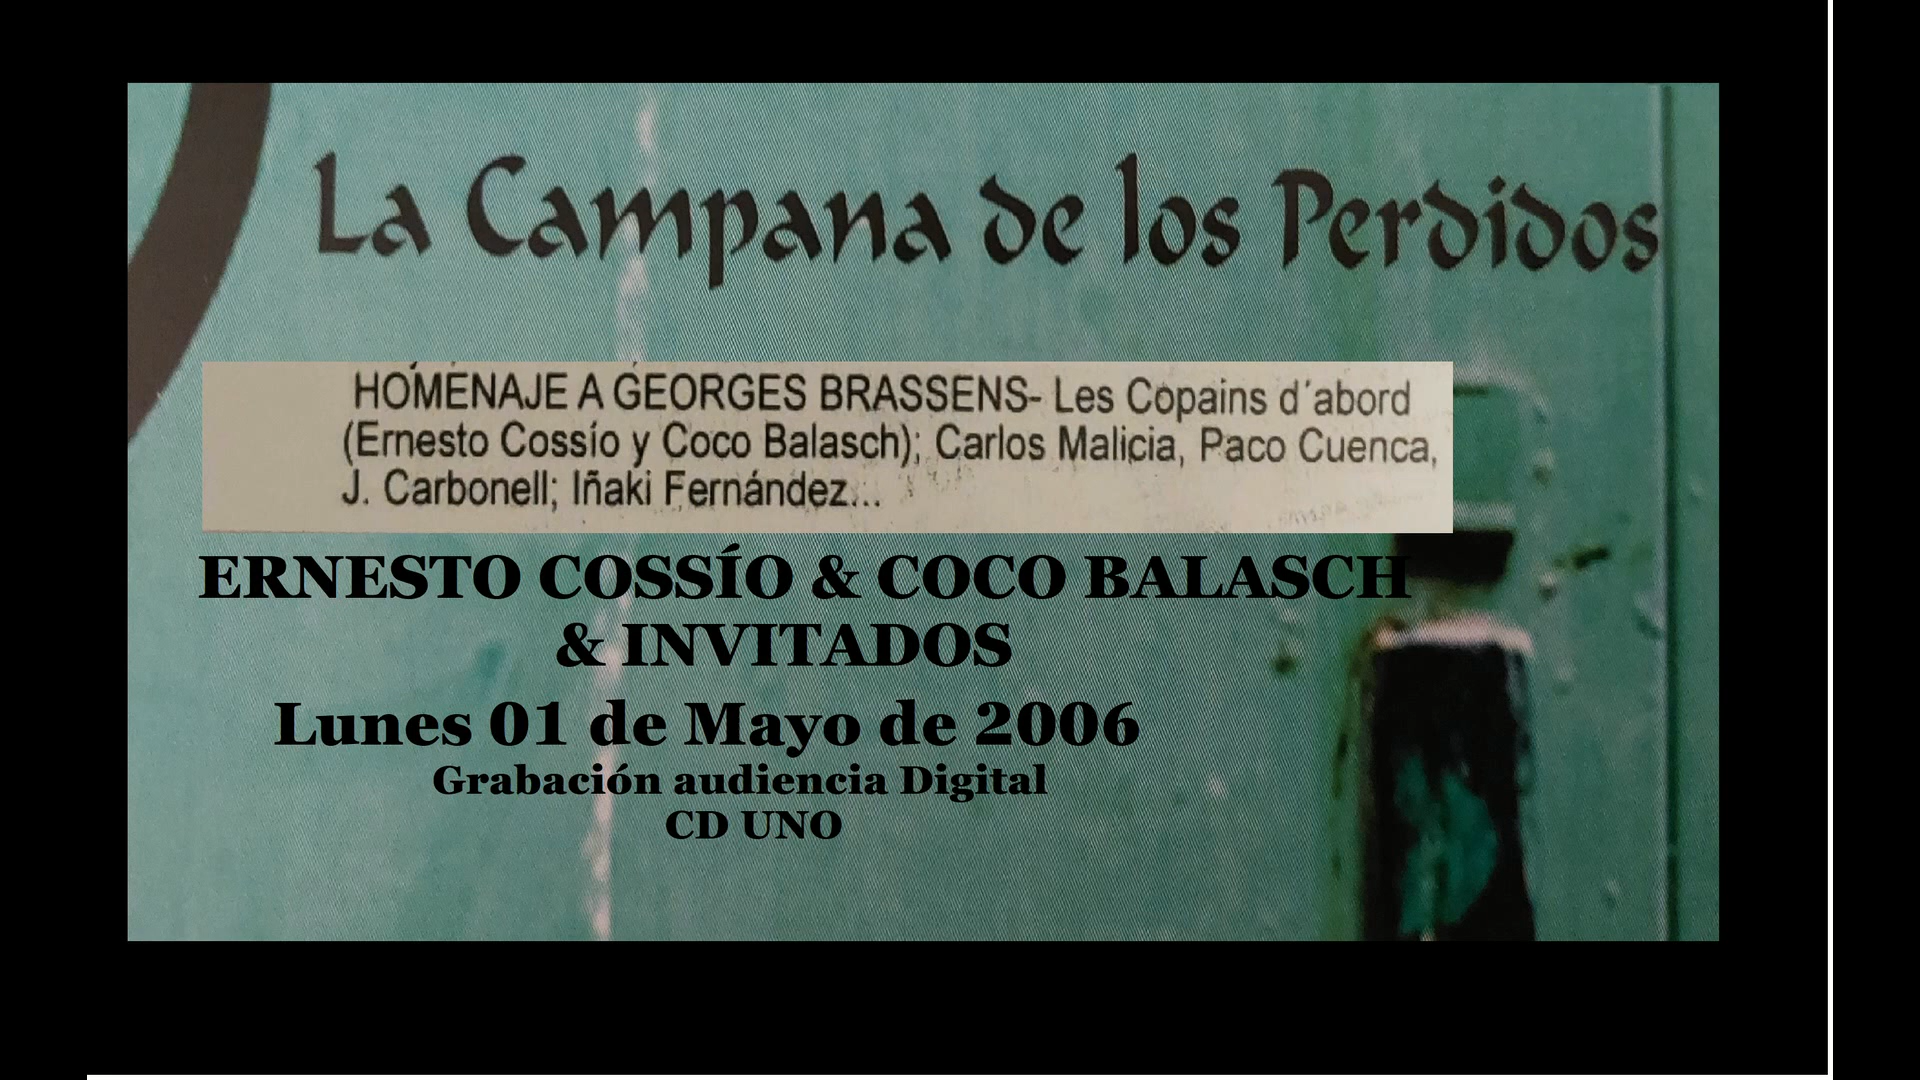 La Campana de los Perdidos
HOMENAJE A GEORGES BRASSENS- Les Copains d´abord
(Ernesto Cossío y Coco Balasch); Carlos Malicia, Paco Cuenca,
J. Carbonell; Iñaki Fernández...
ERNESTO COSSÍO & COCO BALASCH
& INVITADOS
Lunes 01 de Mayo de 2006
Grabación audiencia Digital
CD UNO